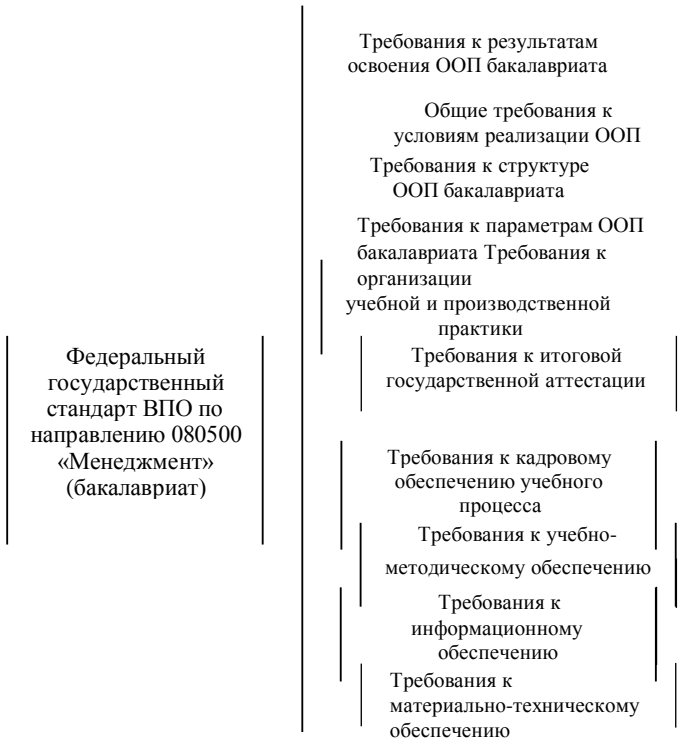 Федеральный
государственный
стандарт ВПО по
направлению 080500
«Менеджмент»
(бакалавриат)
Требования к результатам
освоения ООП бакалавриата
Общие требования к
условиям реализации ООП
Требования к структуре
ООП бакалавриата
Требования к параметрам ООП
бакалавриата Требования к
организации
учебной и производственной
практики
Требования к итоговой
государственной аттестации
Требования к кадровому
обеспечению учебного
процесса
Требования к учебно-
методическому обеспечению
Требования к
информационному
обеспечению
Требования к
материально-техническому
обеспечению